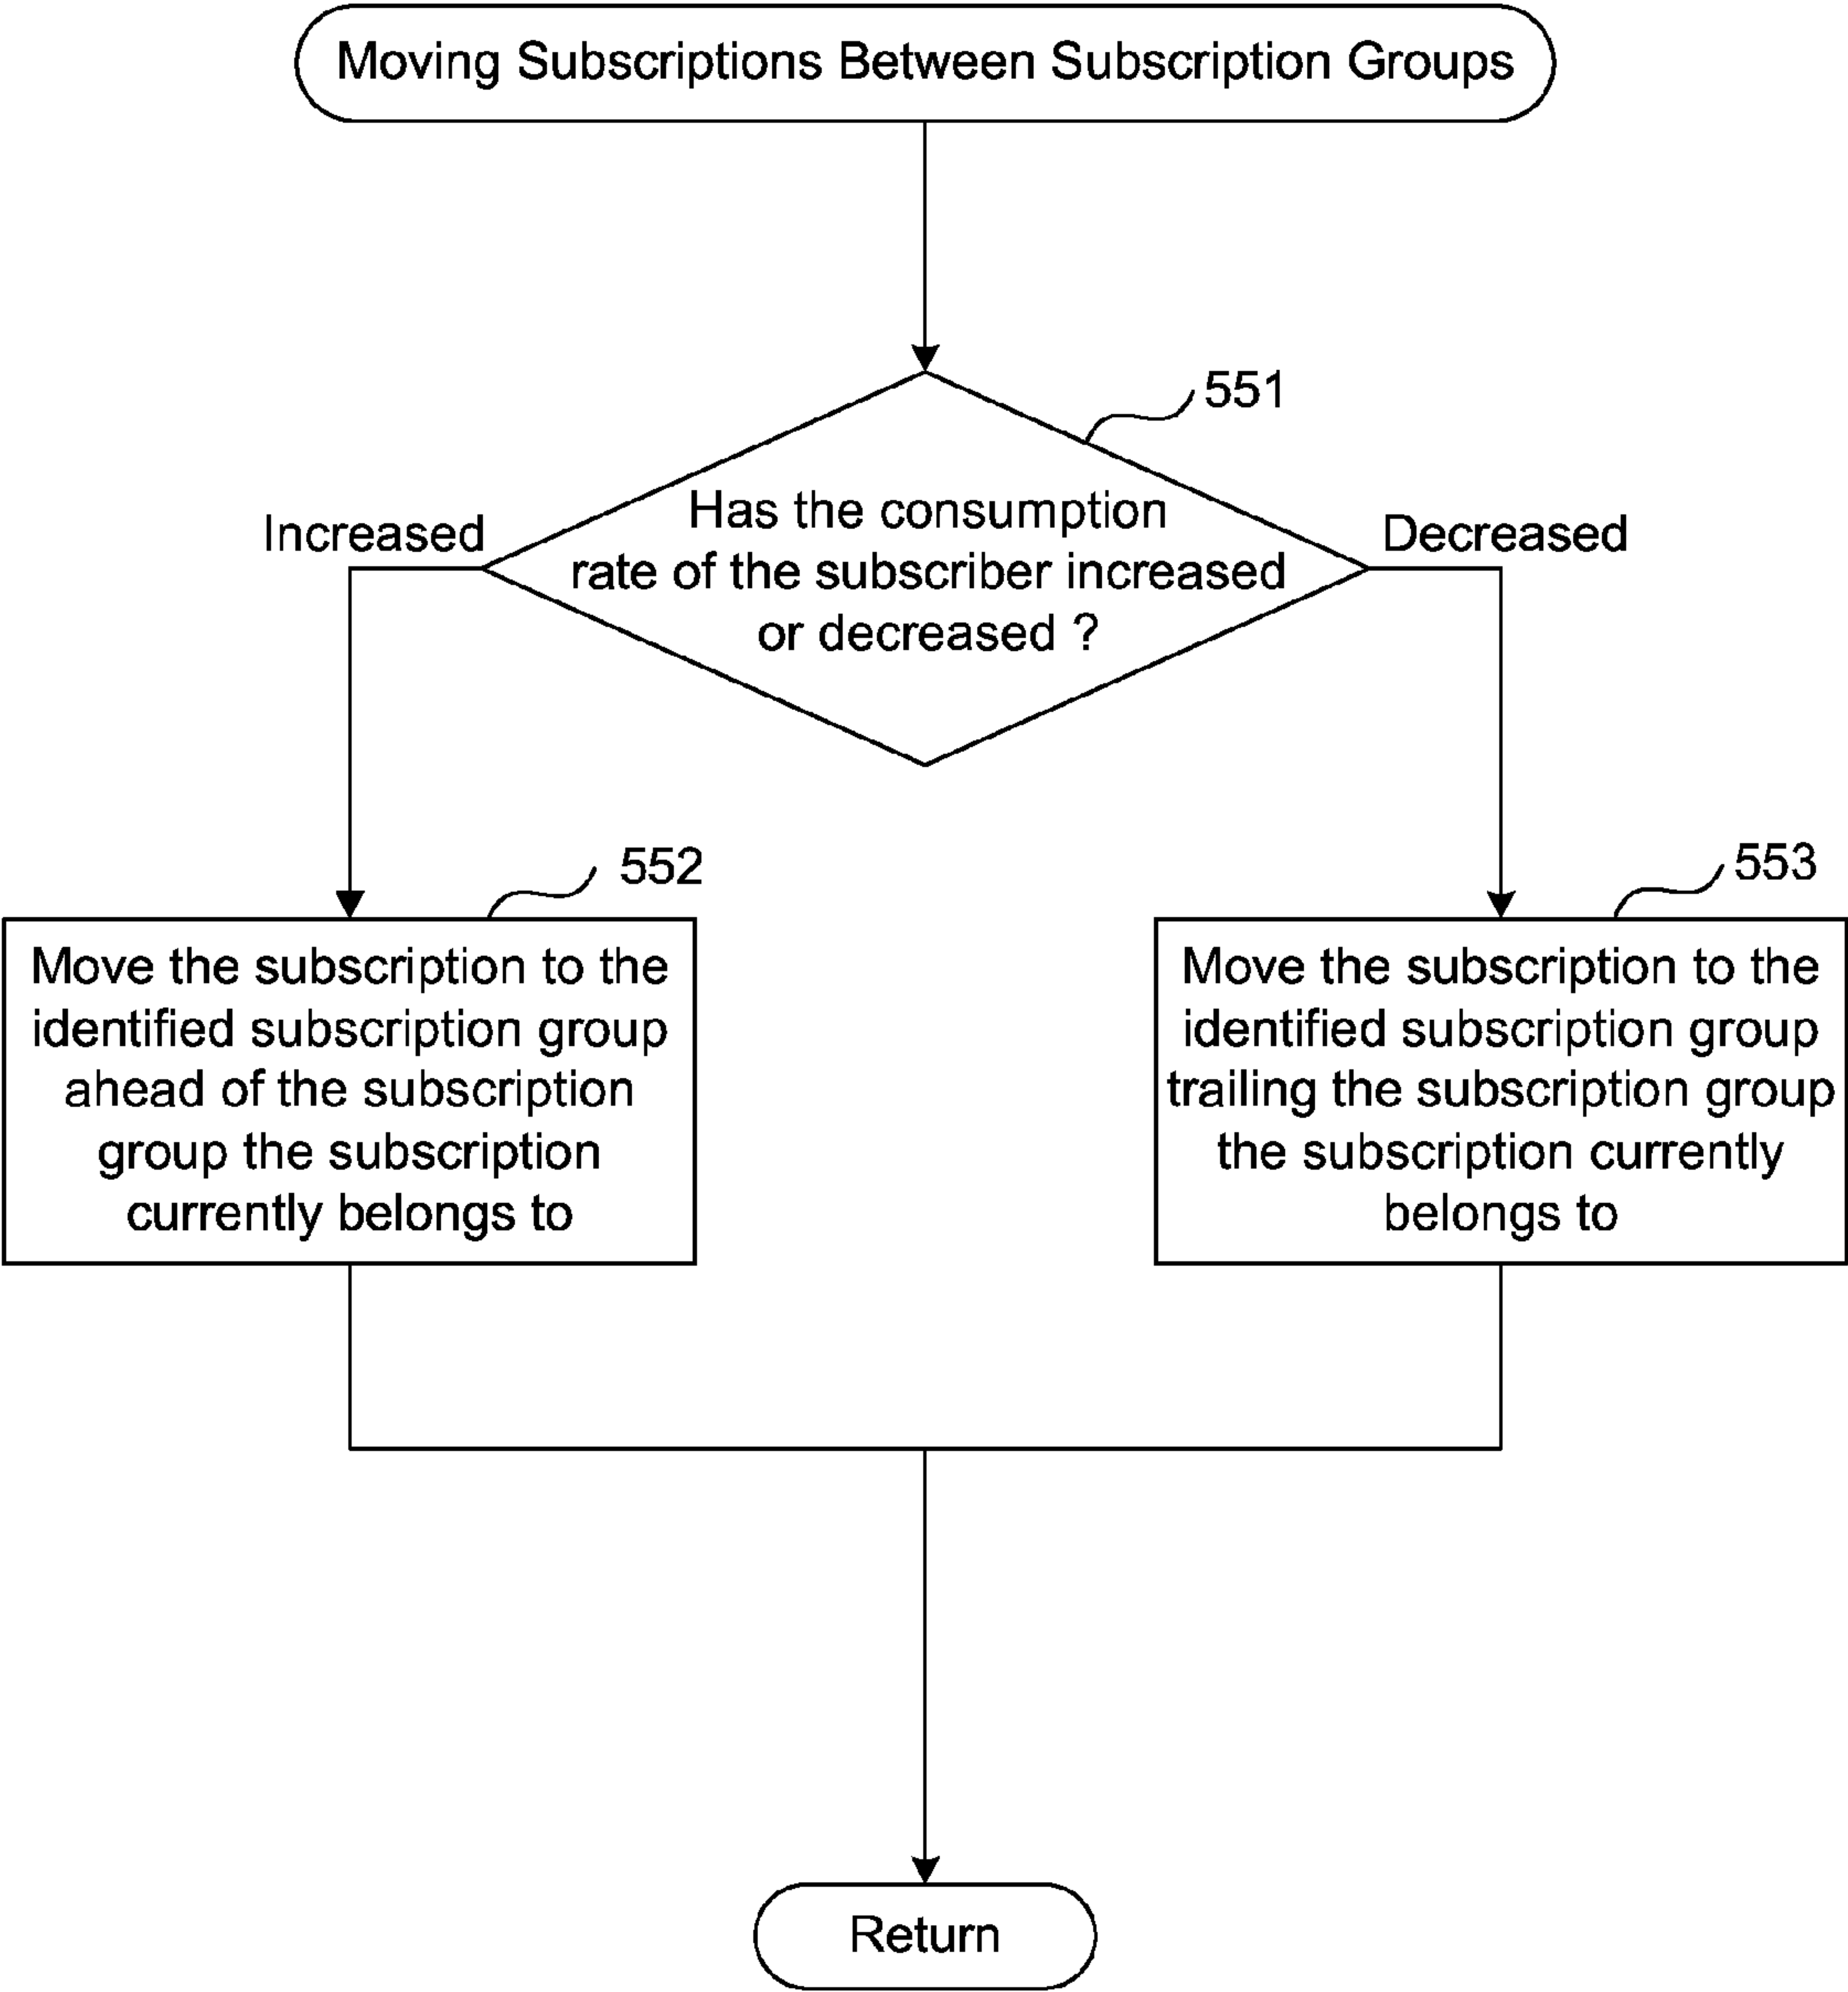 Moving Subscriptions Between Subscription Groups
551
Has the consumption
rate of the subscriber increased
or decreased ?
Increased
Decreased
552
Move the subscription to the
identified subscription group
ahead of the subscription
group the subscription
currently belongs to
553
Move the subscription to the
identified subscription group
trailing the subscription group
the subscription currently
belongs to
Return